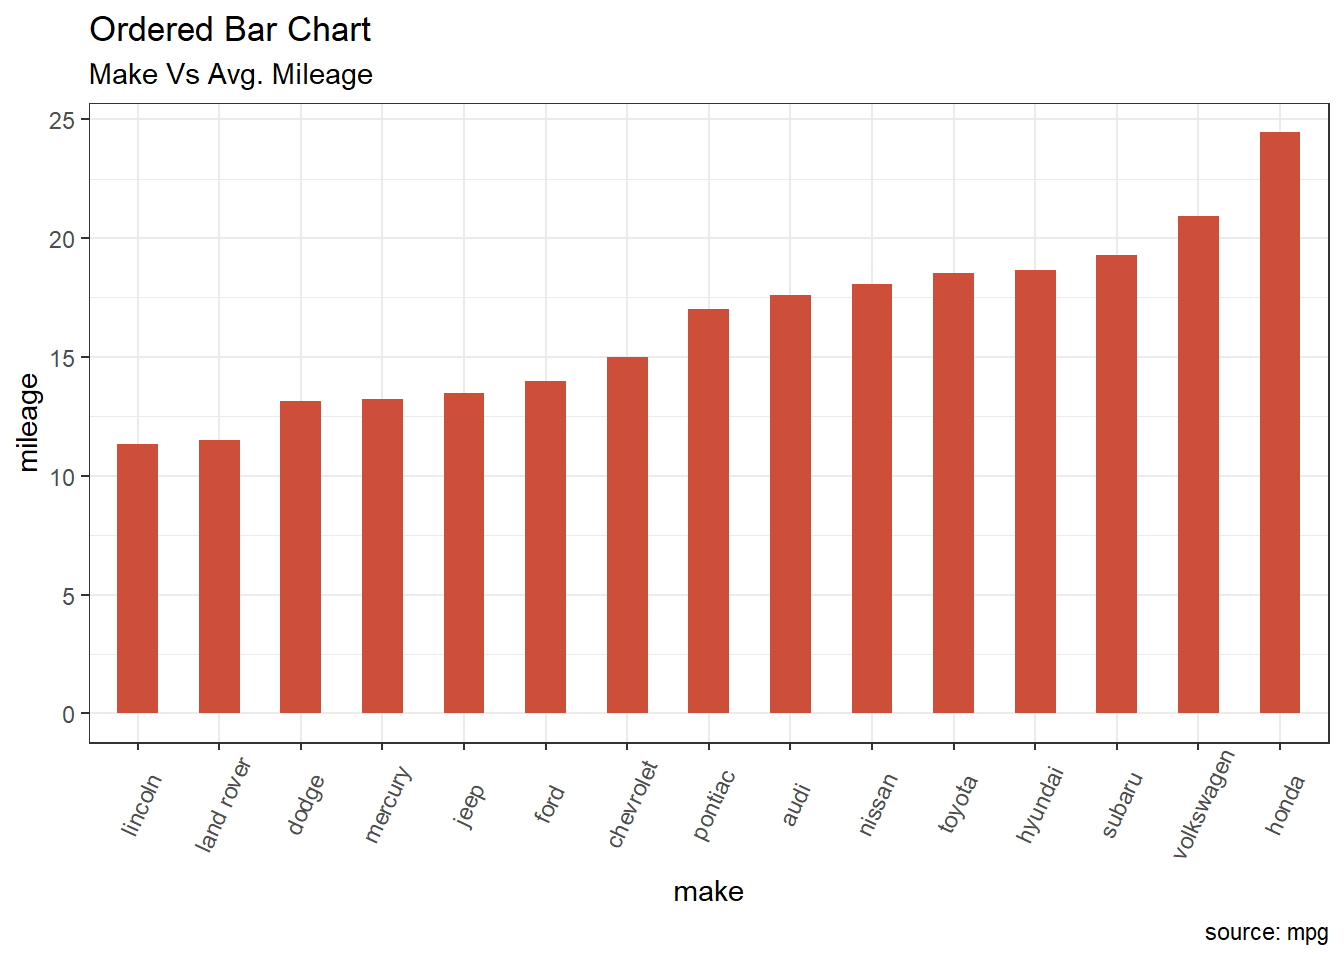 Ordered Bar Chart
Make Vs Avg. Mileage
25
20
15
10
5
0
mileage
lincoln
land rover
dodge
mercury
jeep
ford
chevrolet
pontiac
audi
nissan
toyota
hyundai
subaru
volkswagen
honda
make
source: mpg